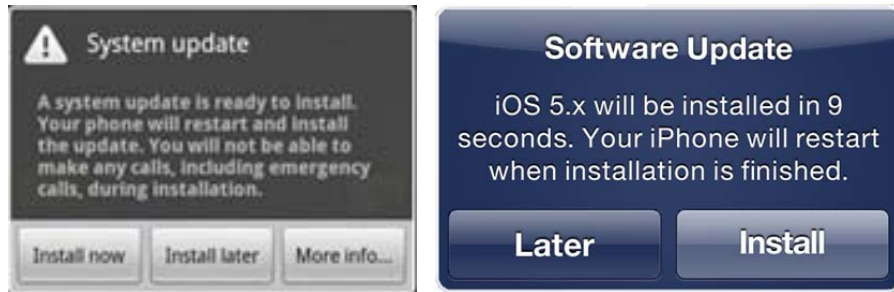 System update
A system update is ready to install.
Your phone will restart and install
the update. You will not be able to
make any calls, including emergency
calls, during installation.
Install now
Install later
More info...
Software Update
iOS 5.x will be installed in 9
seconds. Your iPhone will restart
when installation is finished.
Later
Install